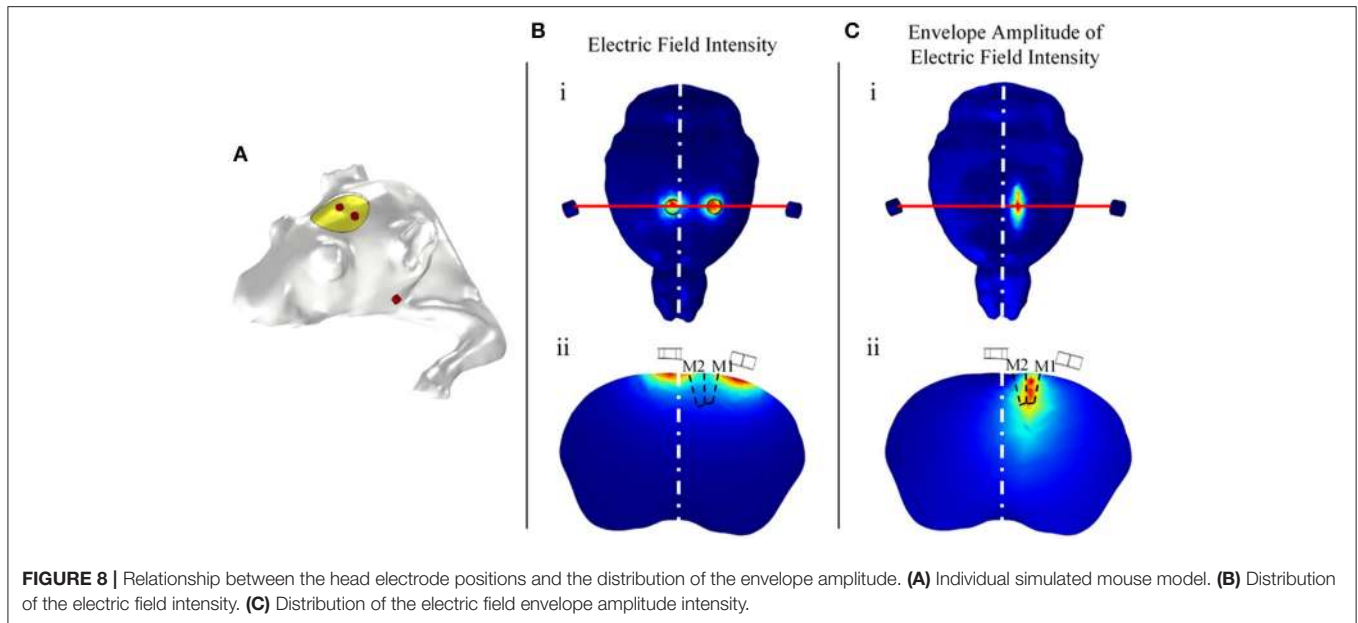 A
B
Electric Field Intensity
i
ii
M2 M1
C
Envelope Amplitude of
Electric Field Intensity
i
ii
M2 M1
FIGURE 8 | Relationship between the head electrode positions and the distribution of the envelope amplitude. (A) Individual simulated mouse model. (B) Distribution
of the electric field intensity. (C) Distribution of the electric field envelope amplitude intensity.